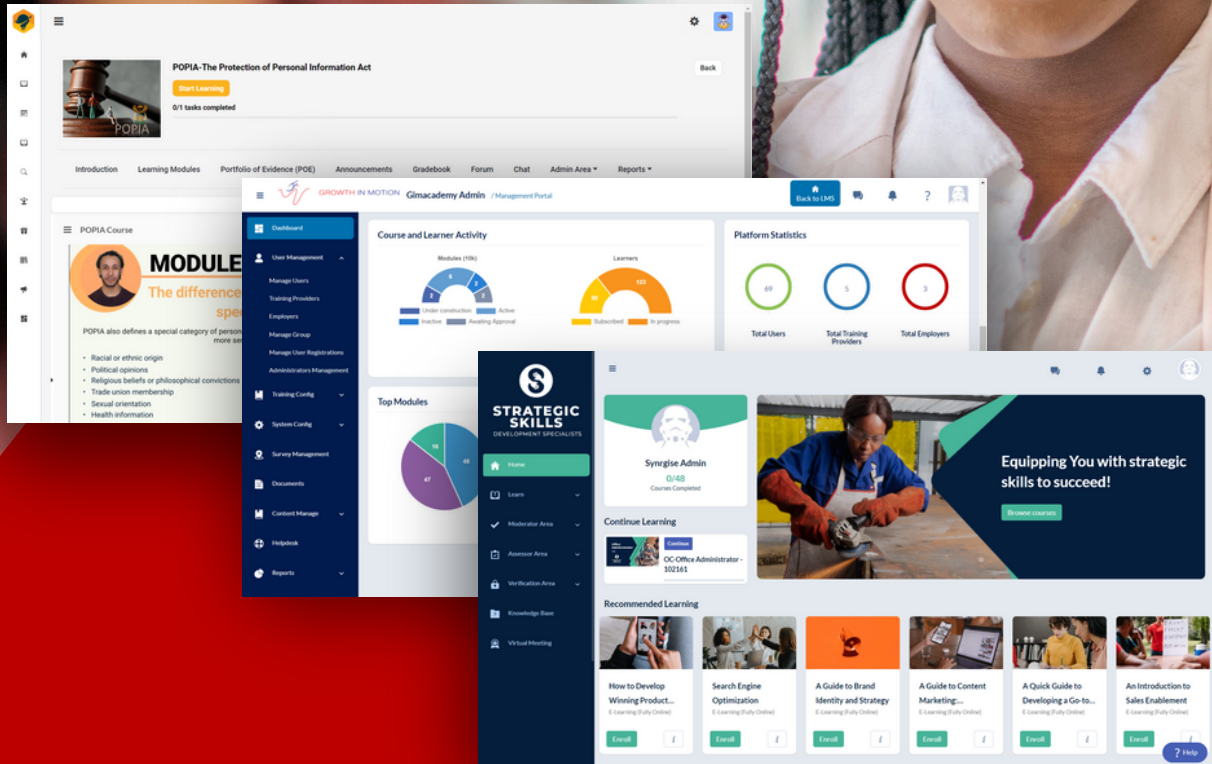 POPIA-The Protection of Personal Information Act
Back
Start Learning
0/1 tasks completed
POPIA
Introduction Learning Modules Portfolio of Evidence (POE) Announcements Gradebook Forum Chat Admin Area Reports
POPIA Course
MODULE
The difference
spe
POPIA also defines a special category of person
more se
• Racial or ethnic origin
• Political opinions
• Religious beliefs or philosophical convictions
• Trade union membership
• Sexual orientation
• Health information
GROWTH IN MOTION
Gimacademy Admin / Management Portal
Back to LMS
?
Dashboard
User Management
Manage Users
Training Providers
Employers
Manage Group
Manage User Registrations
Administrators Management
Training Config
System Config
Survey Management
Documents
Content Manage
Helpdesk
Reports
Course and Learner Activity
Modules (10k)
6
2
2
2
Under construction Active
Inactive Awaiting Approval
Learners
123
Subscribed In progress
Platform Statistics
69
5
3
Total Users
Total Training
Providers
Total Employers
Top Modules
16
48
47
S
STRATEGIC
SKILLS
DEVELOPMENT SPECIALISTS
Home
Learn
Moderator Area
Assessor Area
Verification Area
Knowledge Base
Virtual Meeting
Synrgise Admin
0/48
Courses Completed
Equipping You
strategic
skills to succeed!
Browse courses
Continue Learning
Continue
OC-Office Administrator -
102161
Recommended Learning
How to Develop
Winning Product...
E-Learning (Fully Online)
Enroll i
Search Engine
Optimization
E-Learning (Fully Online)
Enroll i
A Guide to Brand
Identity and Strategy
E-Learning (Fully Online)
Enroll i
A Guide to Content
Marketing:...
E-Learning (Fully Online)
Enroll i
A Quick Guide to
Developing a Go-to...
E-Learning (Fully Online)
Enroll i
An Introduction to
Sales Enablement
E-Learning (Fully Online)
Enroll i
? Help